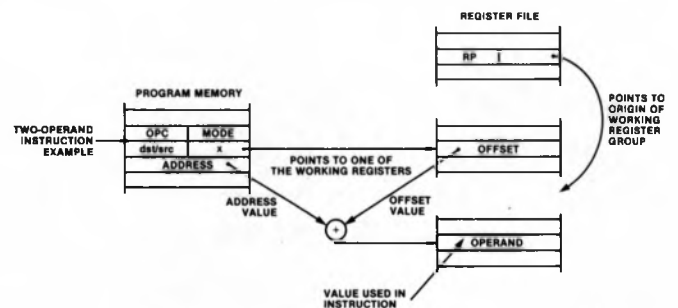 REGISTER FILE
RP
PROGRAM MEMORY
POINTS TO
ORIGIN OF
WORKING
REGISTER
GROUP
TWO-OPERAND
INSTRUCTION
EXAMPLE
OPC MODE
dst/src x
ADDRESS
POINTS TO ONE OF
THE WORKING REGISTERS
OFFSET
ADDRESS
VALUE
OFFSET
VALUE
+
OPERAND
VALUE USED IN
INSTRUCTION